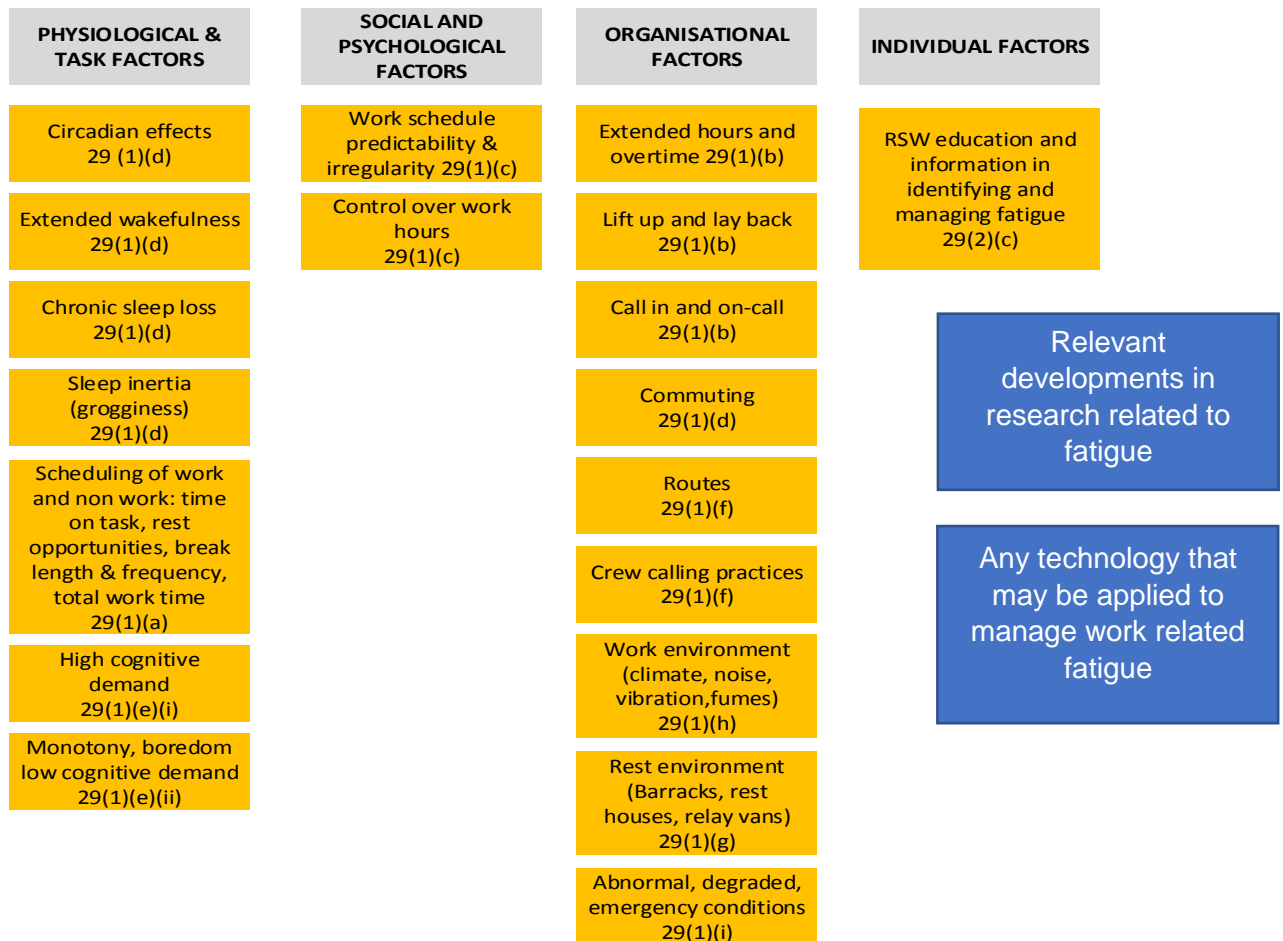 PHYSIOLOGICAL &
TASK FACTORS
Circadian effects
29 (1)(d)
Extended wakefulness
29(1)(d)
Chronic sleep loss
29(1)(d)
Sleep inertia
(grogginess)
29(1)(d)
Scheduling of work
and non work: time
on task, rest
opportunities, break
length & frequency,
total work time
29(1)(a)
High cognitive
demand
29(1)(e)(i)
Monotony, boredom
low cognitive demand
29(1)(e)(ii)
SOCIAL AND
PSYCHOLOGICAL
FACTORS
Work schedule
predictability &
irregularity 29(1)(c)
Control over work
hours
29(1)(c)
ORGANISATIONAL
FACTORS
Extended hours and
overtime 29(1)(b)
Lift up and lay back
29(1)(b)
Call in and on-call
29(1)(b)
Commuting
29(1)(d)
Routes
29(1)(f)
Crew calling practices
29(1)(f)
Work environment
(climate, noise,
vibration,fumes)
29(1)(h)
Rest environment
(Barracks, rest
houses, relay vans)
29(1)(g)
Abnormal, degraded,
emergency conditions
29(1)(i)
INDIVIDUAL FACTORS
RSW education and
information in
identifying and
managing fatigue
29(2)(c)
Relevant
developments in
research related to
fatigue
Any technology that
may be applied to
manage work related
fatigue